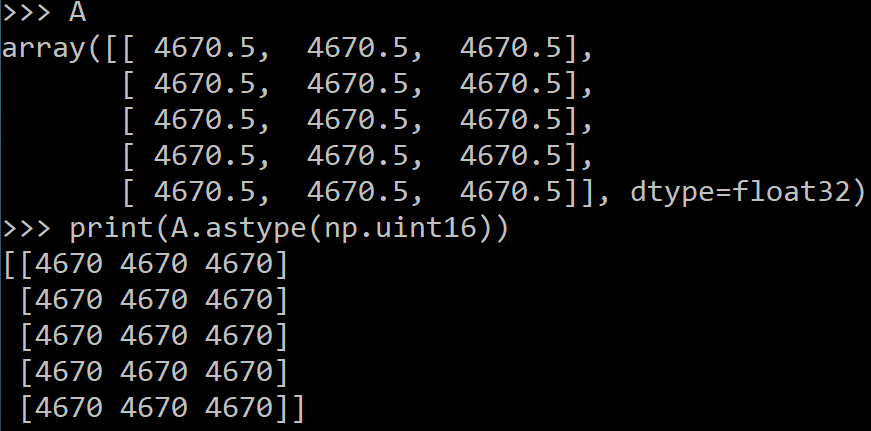 >>> A
array([[ 4670.5,  4670.5,  4670.5],
       [ 4670.5,  4670.5,  4670.5],
       [ 4670.5,  4670.5,  4670.5],
       [ 4670.5,  4670.5,  4670.5],
       [ 4670.5,  4670.5,  4670.5]], dtype=float32)
>>> print(A.astype(np.uint16))
[[4670 4670 4670]
 [4670 4670 4670]
 [4670 4670 4670]
 [4670 4670 4670]
 [4670 4670 4670]]